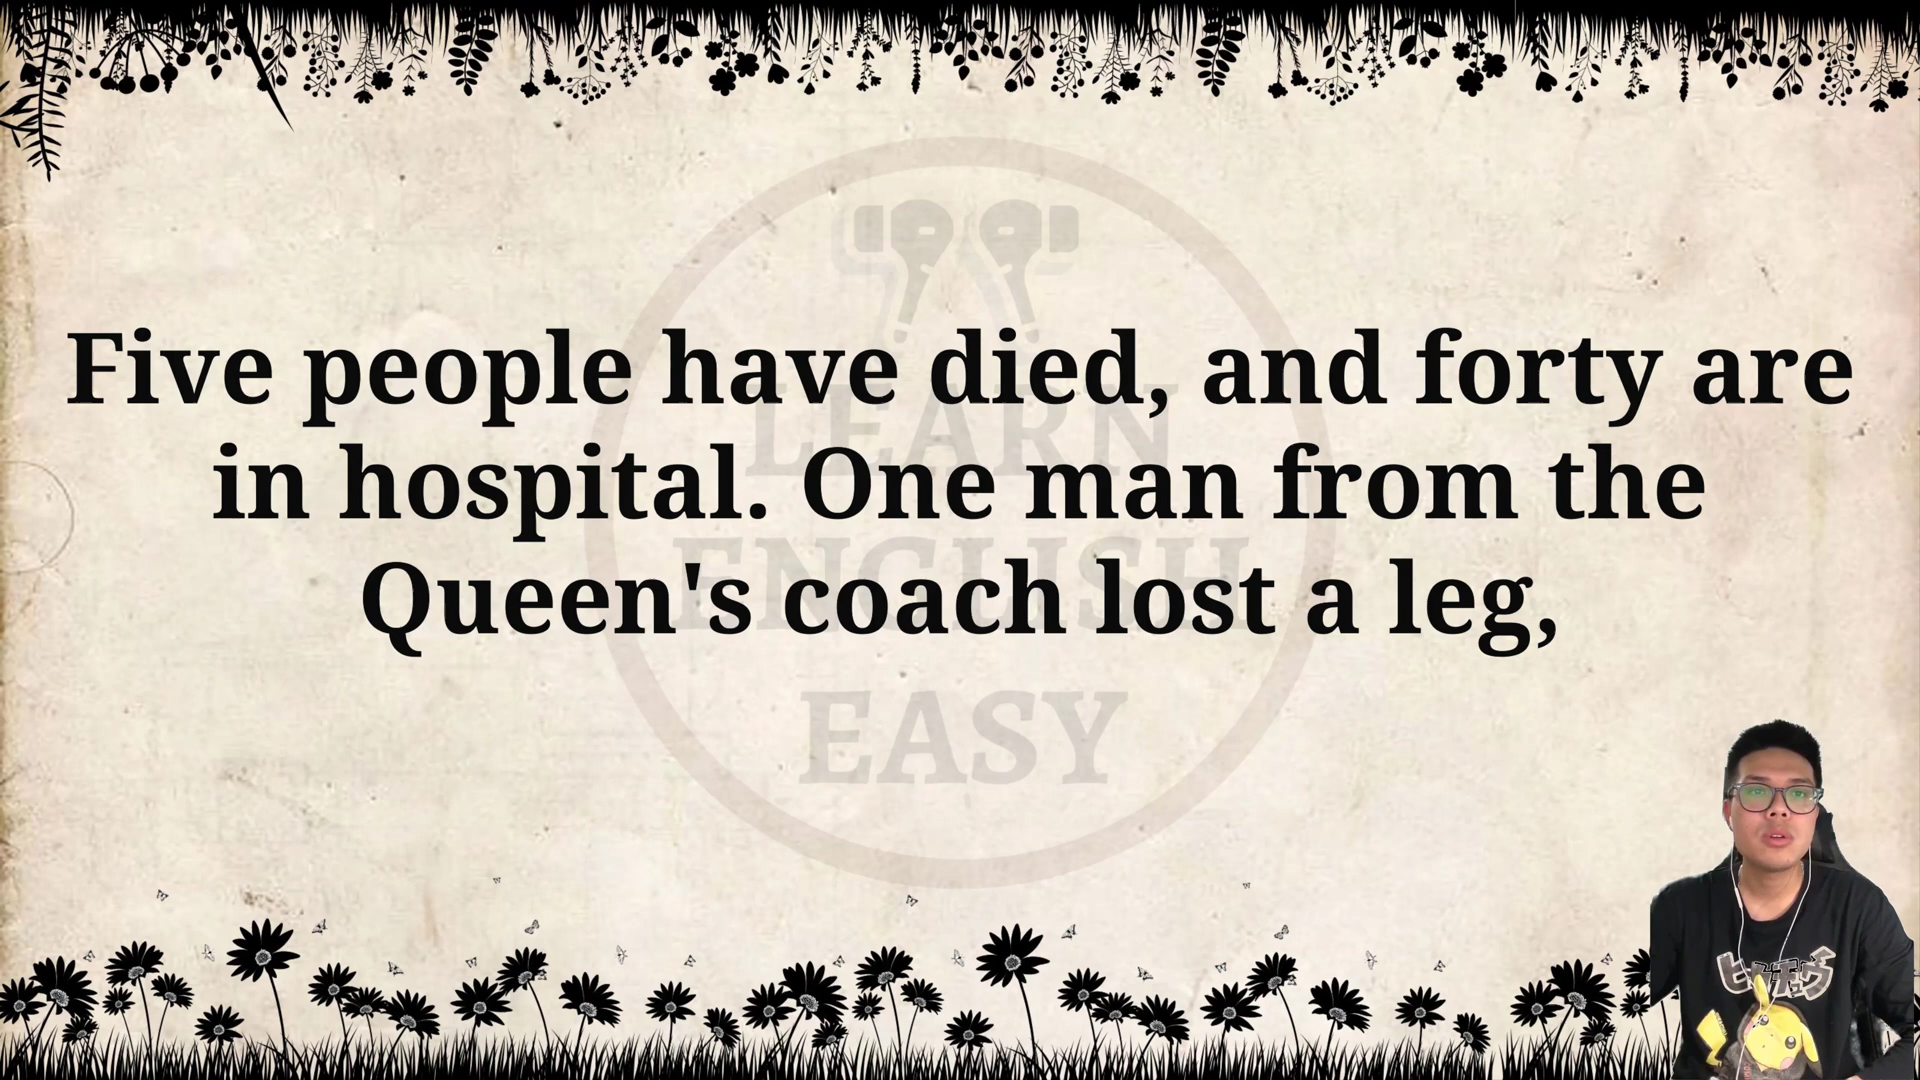 Five people have died, and forty are
in hospital. One man from the
Queen's coach lost a leg,
LEARN
ENGLISH
EASY